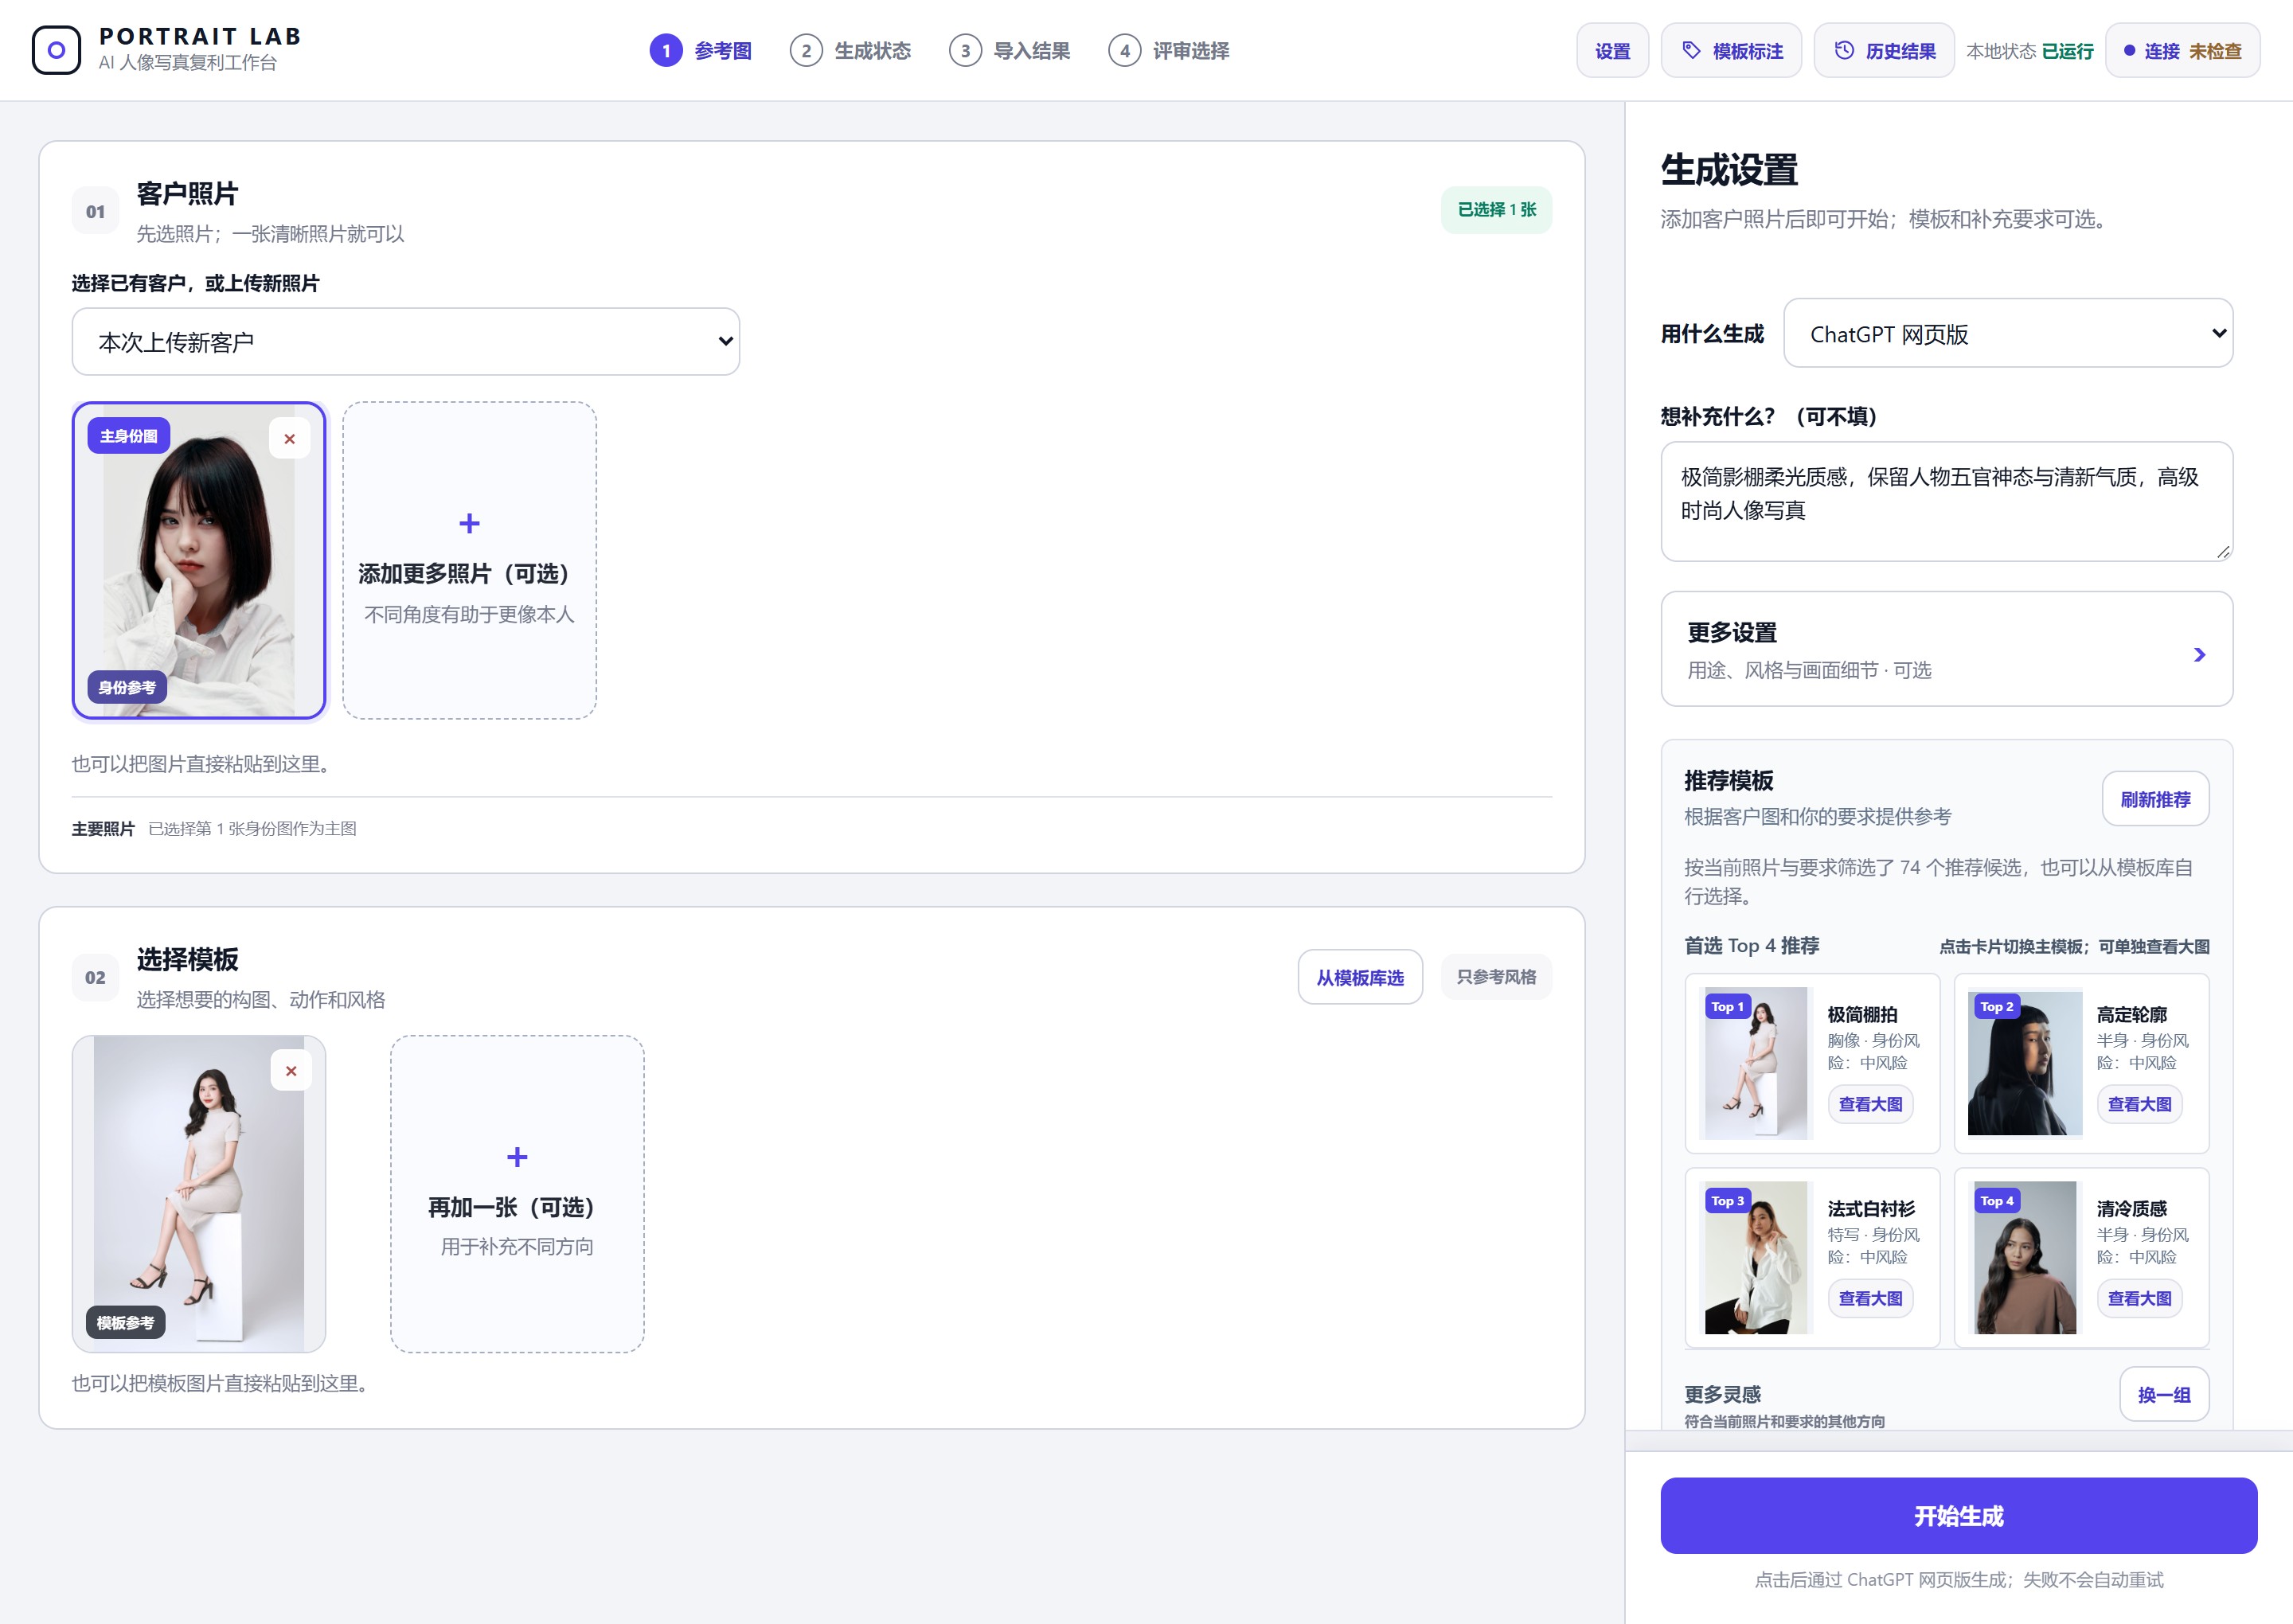 PORTRAIT LAB
AI 人像写真复利工作台
1 参考图
2 生成状态
3 导入结果
4 评审选择
设置
模板标注
历史结果
本地状态 已运行
连接 未检查
01
客户照片
先选照片；一张清晰照片就可以
已选择 1 张
选择已有客户，或上传新照片
本次上传新客户
主身份图
×
身份参考
+
添加更多照片（可选）
不同角度有助于更像本人
也可以把图片直接粘贴到这里。
主要照片 已选择第 1 张身份图作为主图
02
选择模板
选择想要的构图、动作和风格
从模板库选
只参考风格
×
模板参考
+
再加一张（可选）
用于补充不同方向
也可以把模板图片直接粘贴到这里。
生成设置
添加客户照片后即可开始；模板和补充要求可选。
用什么生成
ChatGPT 网页版
想补充什么？（可不填）
极简影棚柔光质感，保留人物五官神态与清新气质，高级
时尚人像写真
更多设置
用途、风格与画面细节 · 可选
推荐模板
根据客户图和你的要求提供参考
刷新推荐
按当前照片与要求筛选了 74 个推荐候选，也可以从模板库自
行选择。
首选 Top 4 推荐
点击卡片切换主模板；可单独查看大图
Top 1
极简棚拍
胸像 · 身份风
险：中风险
查看大图
Top 2
高定轮廓
半身 · 身份风
险：中风险
查看大图
Top 3
法式白衬衫
特写 · 身份风
险：中风险
查看大图
Top 4
清冷质感
半身 · 身份风
险：中风险
查看大图
更多灵感
符合当前照片和要求的其他方向
换一组
开始生成
点击后通过 ChatGPT 网页版生成；失败不会自动重试